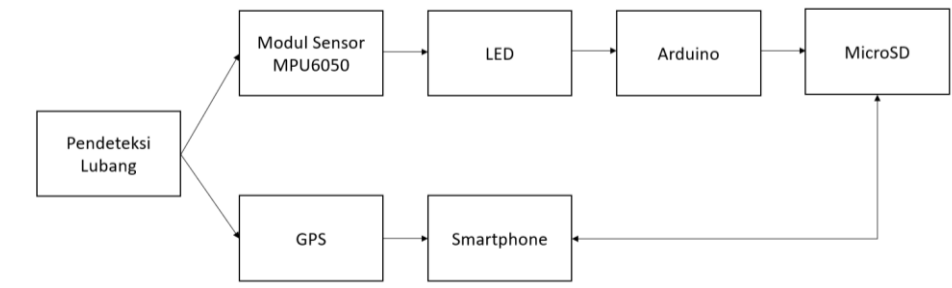 Modul Sensor
MPU6050
LED
Arduino
MicroSD
Pendeteksi
Lubang
GPS
Smartphone